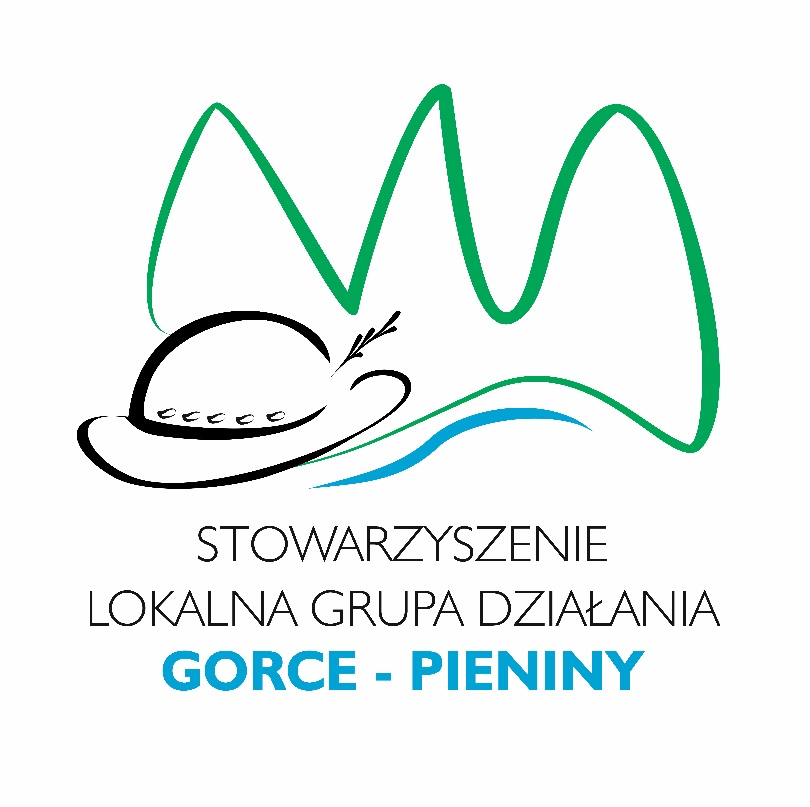 STOWARZYSZENIE
LOKALNA GRUPA DZIAŁANIA
GORCE - PIENINY